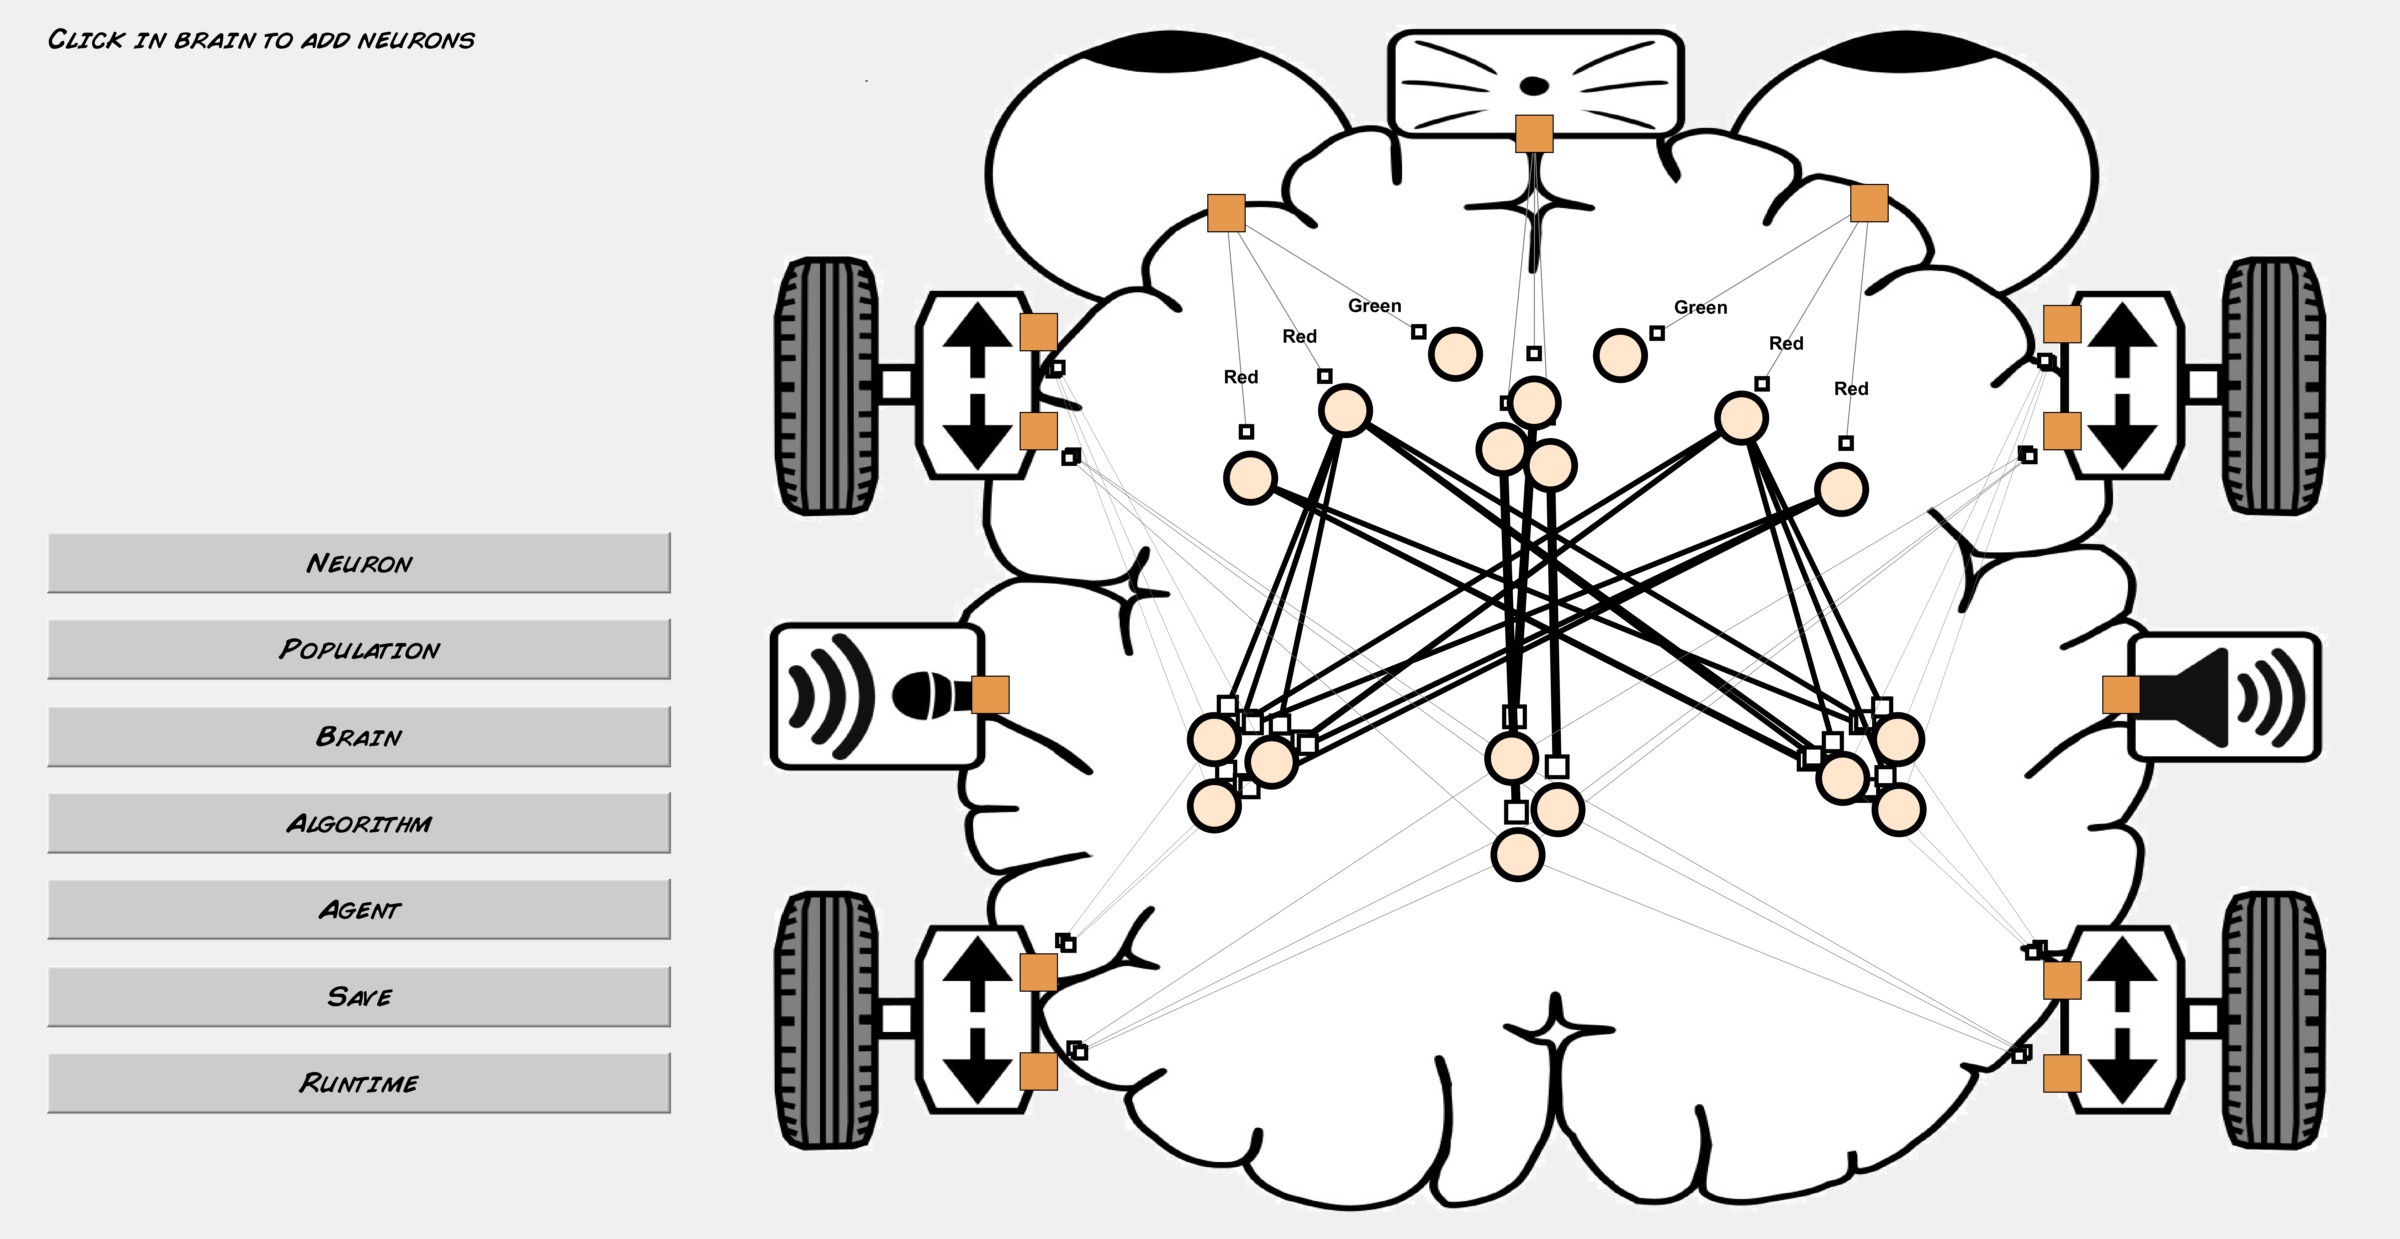 Click in brain to add neurons
Green
Green
Red
Red
Red
Red
Neuron
Population
Brain
Algorithm
Agent
Save
Runtime